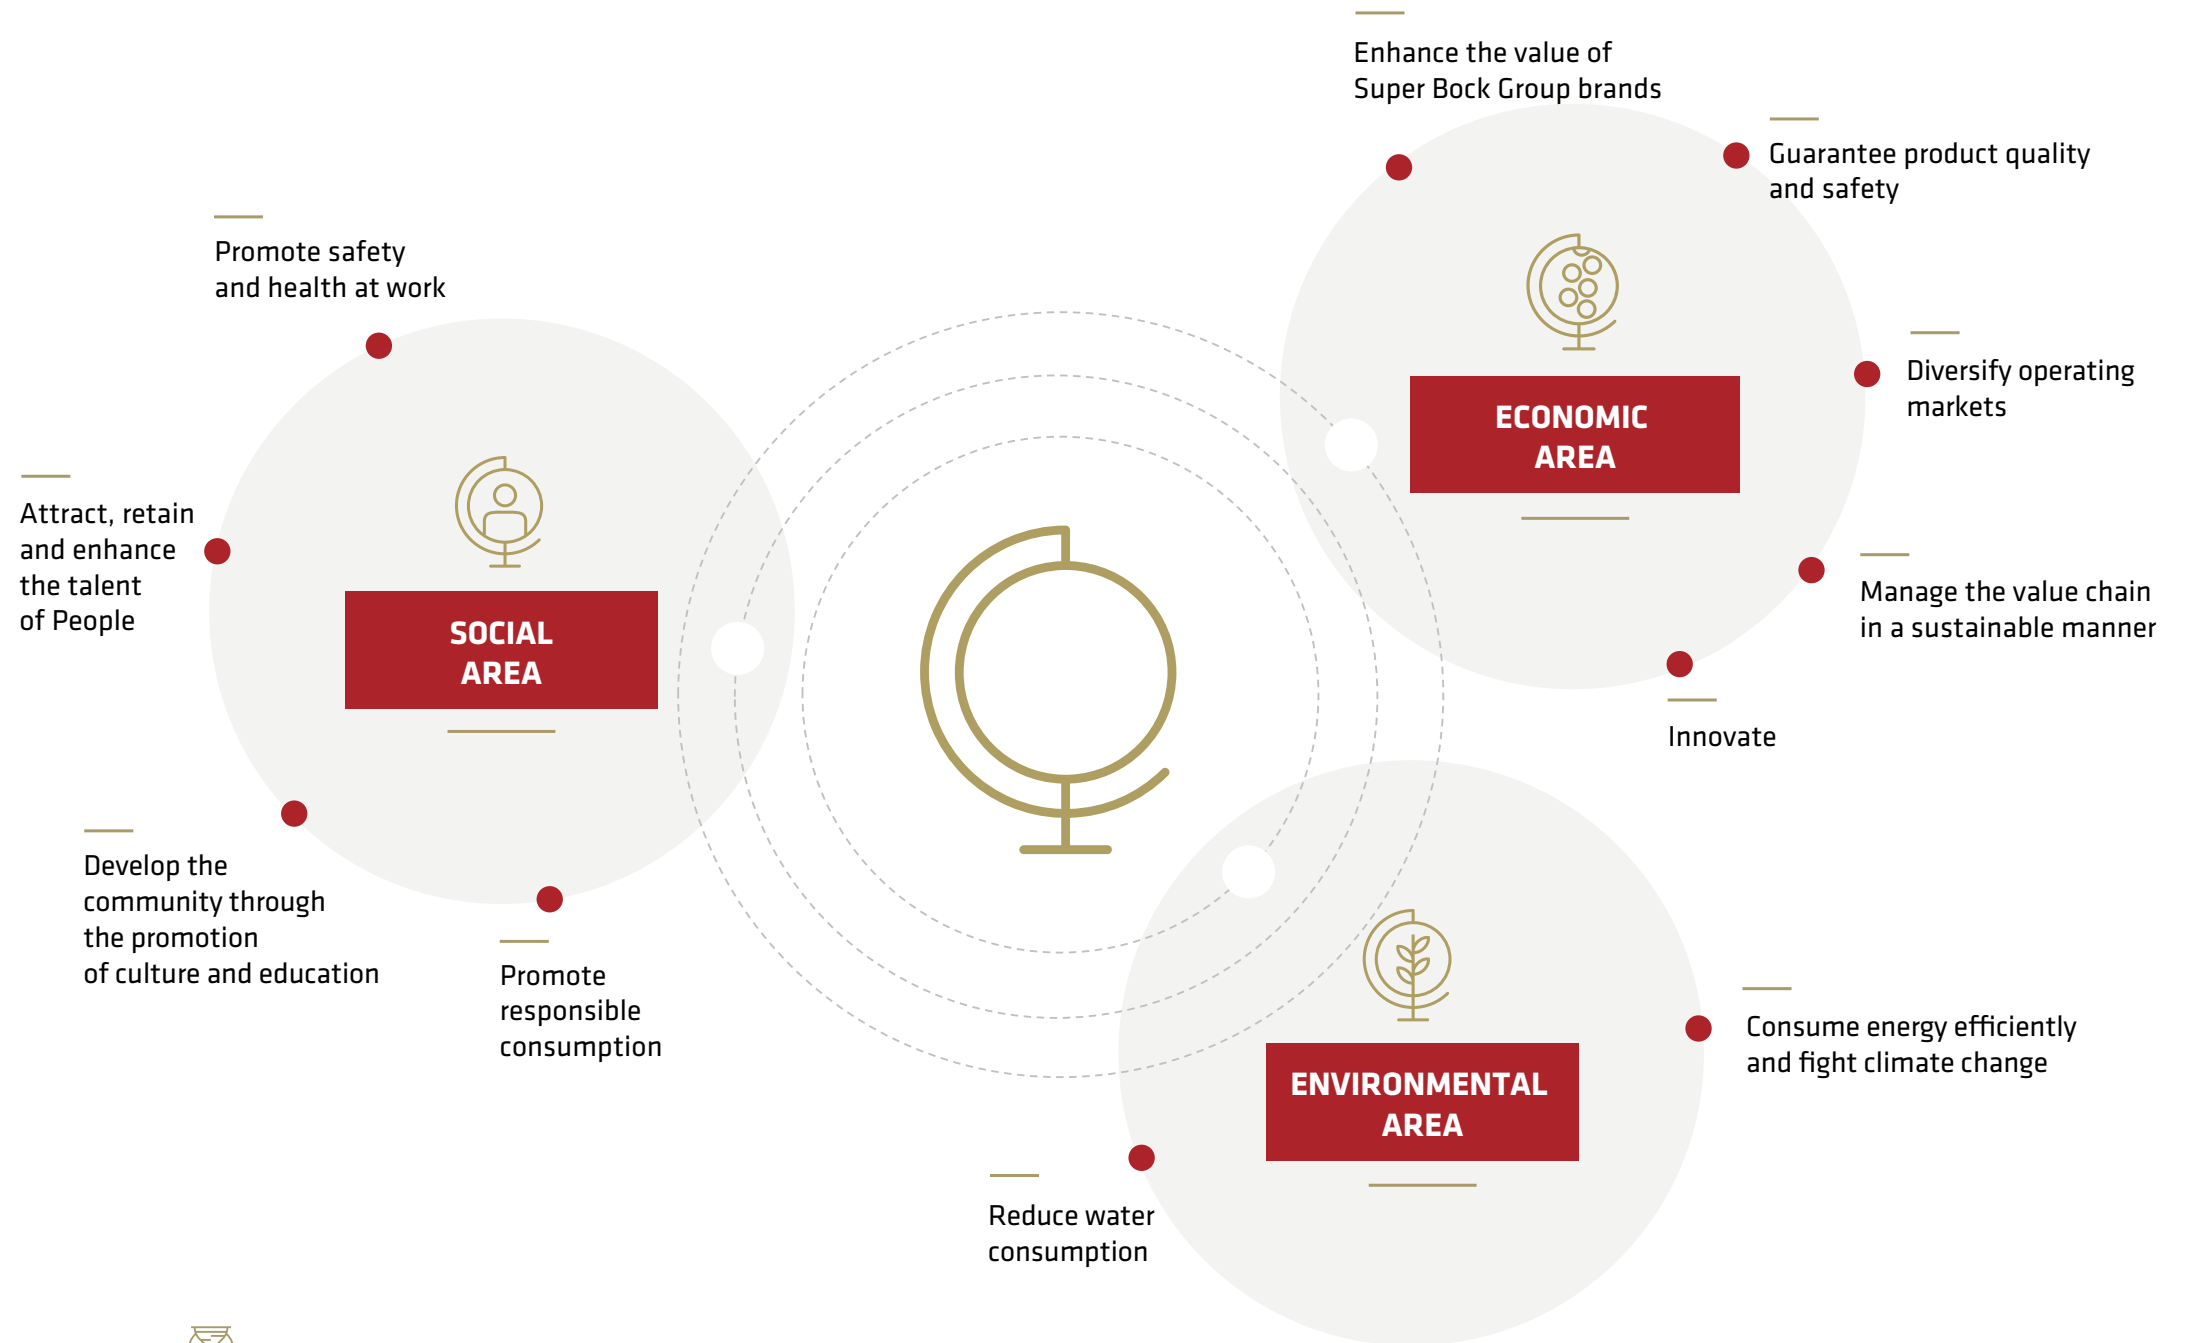 Enhance the value of
Super Bock Group brands
Guarantee product quality
and safety
Diversify operating
markets
ECONOMIC
AREA
Manage the value chain
in a sustainable manner
Innovate
Promote safety
and health at work
Attract, retain
and enhance
the talent
of People
SOCIAL
AREA
Develop the
community through
the promotion
of culture and education
Promote
responsible
consumption
ENVIRONMENTAL
AREA
Consume energy efficiently
and fight climate change
Reduce water
consumption